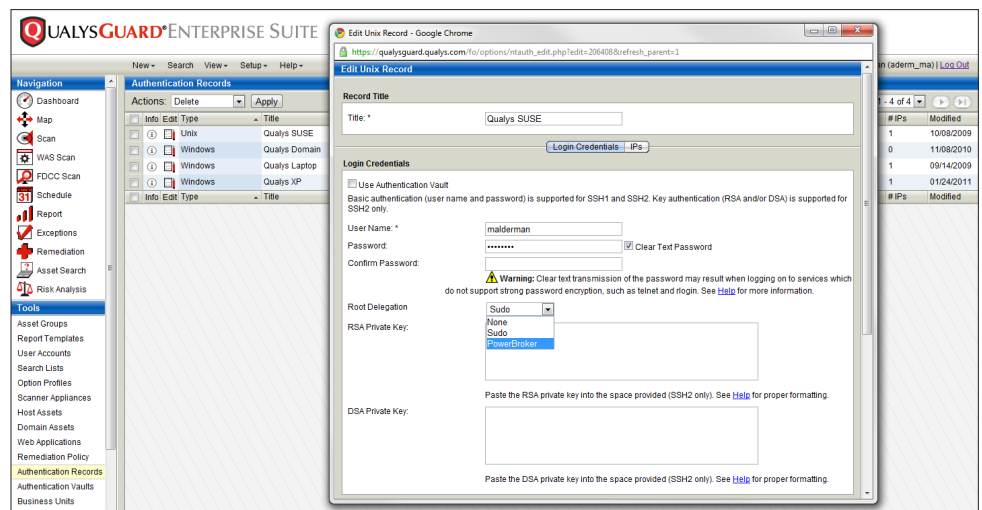 QUALYSGUARD® ENTERPRISE SUITE
New Search View Setup Help
(aderm_ma) | Log Out
Navigation
Dashboard
Map
Scan
WAS Scan
FDCC Scan
31 Schedule
Report
Exceptions
Remediation
Asset Search
Risk Analysis
Tools
Asset Groups
Report Templates
User Accounts
Search Lists
Option Profiles
Scanner Appliances
Host Assets
Domain Assets
Web Applications
Remediation Policy
Authentication Records
Authentication Vaults
Business Units
Authentication Records
Actions: Delete Apply
- 4 of 4
Info Edit Type Title # IPs Modified
Unix Qualys SUSE 1 10/08/2009
Windows Qualys Domain 0 11/08/2010
Windows Qualys Laptop 1 09/14/2009
Windows Qualys XP 1 01/24/2011
Info Edit Type Title # IPs Modified
Edit Unix Record - Google Chrome
https://qualysguard.qualys.com/fo/options/ntauth_edit.php?edit=206408&refresh_parent=1
Edit Unix Record
Record Title
Title: * Qualys SUSE
Login Credentials IPs
Login Credentials
Use Authentication Vault
Basic authentication (user name and password) is supported for SSH1 and SSH2. Key authentication (RSA and/or DSA) is supported for
SSH2 only.
User Name: * malderman
Password: •••••••• Clear Text Password
Confirm Password:
Warning: Clear text transmission of the password may result when logging on to services which
do not support strong password encryption, such as telnet and rlogin. See Help for more information.
Root Delegation Sudo
None
Sudo
PowerBroker
RSA Private Key:
Paste the RSA private key into the space provided (SSH2 only). See Help for proper formatting.
DSA Private Key:
Paste the DSA private key into the space provided (SSH2 only). See Help for proper formatting.